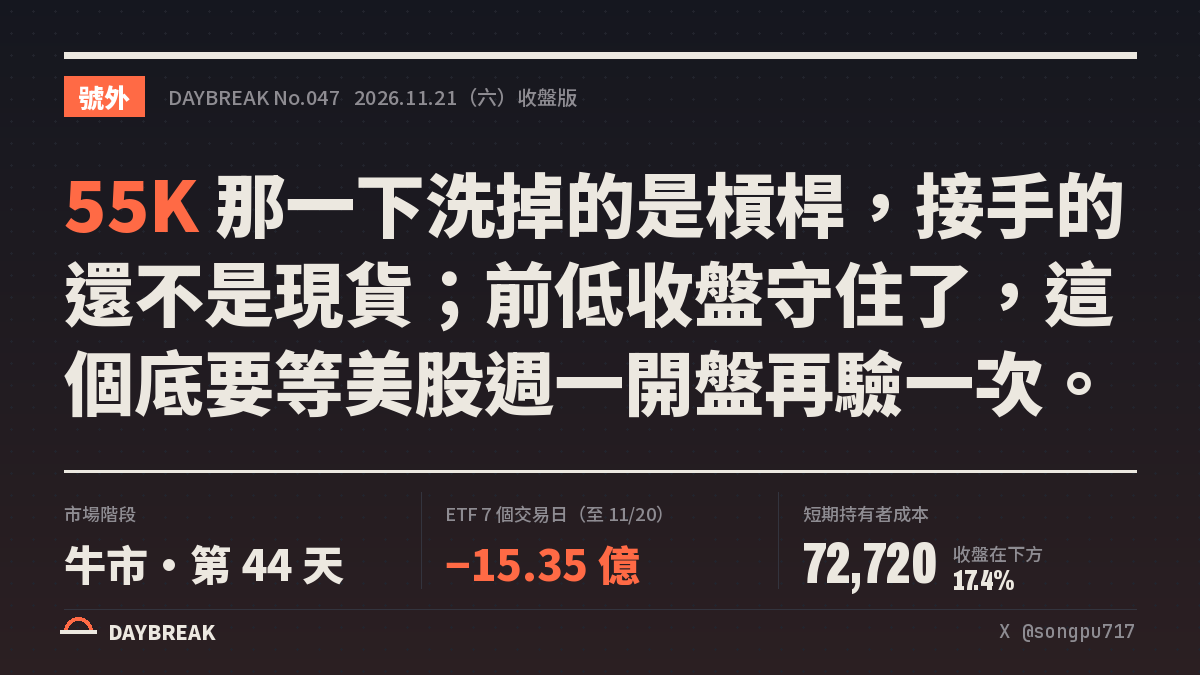 號外 DAYBREAK No.047 2026.11.21（六）收盤版
55K 那一下洗掉的是槓桿，接手的
還不是現貨；前低收盤守住了，這
個底要等美股週一開盤再驗一次。
市場階段
牛市・第 44 天
ETF 7 個交易日（至 11/20）
−15.35 億
短期持有者成本
72,720 收盤在下方
17.4%
DAYBREAK
X @songpu717